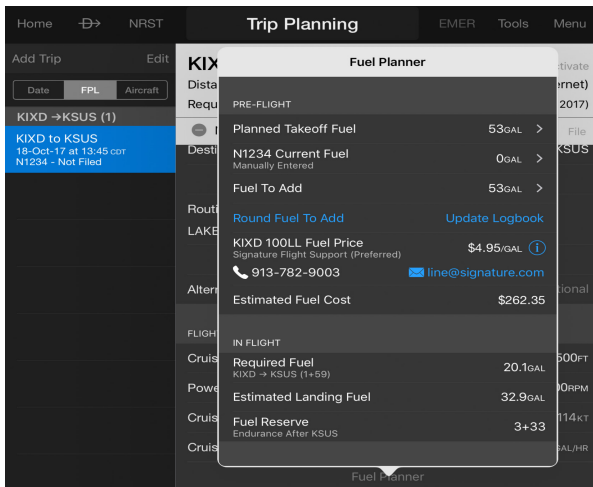 Home D NRST Trip Planning EMER Tools Menu
Add Trip Edit
Date FPL Aircraft
KIXD →KSUS (1)
KIXD to KSUS
18-Oct-17 at 13:45 CDT
N1234 - Not Filed
KIX
Dista
Requ
Desti
Routi
LAKE
Altern
FLIGH
Cruis
Powe
Cruis
Cruis
Fuel Planner
PRE-FLIGHT
Planned Takeoff Fuel 53GAL >
N1234 Current Fuel 0GAL >
Manually Entered
Fuel To Add 53GAL >
Round Fuel To Add Update Logbook
KIXD 100LL Fuel Price $4.95/GAL i
Signature Flight Support (Preferred)
913-782-9003 line@signature.com
Estimated Fuel Cost $262.35
IN FLIGHT
Required Fuel 20.1GAL
KIXD → KSUS (1+59)
Estimated Landing Fuel 32.9GAL
Fuel Reserve 3+33
Endurance After KSUS
ctivate
ernet)
2017)
File
KSUS
tional
500FT
00RPM
114KT
GAL/HR
Fuel Planner